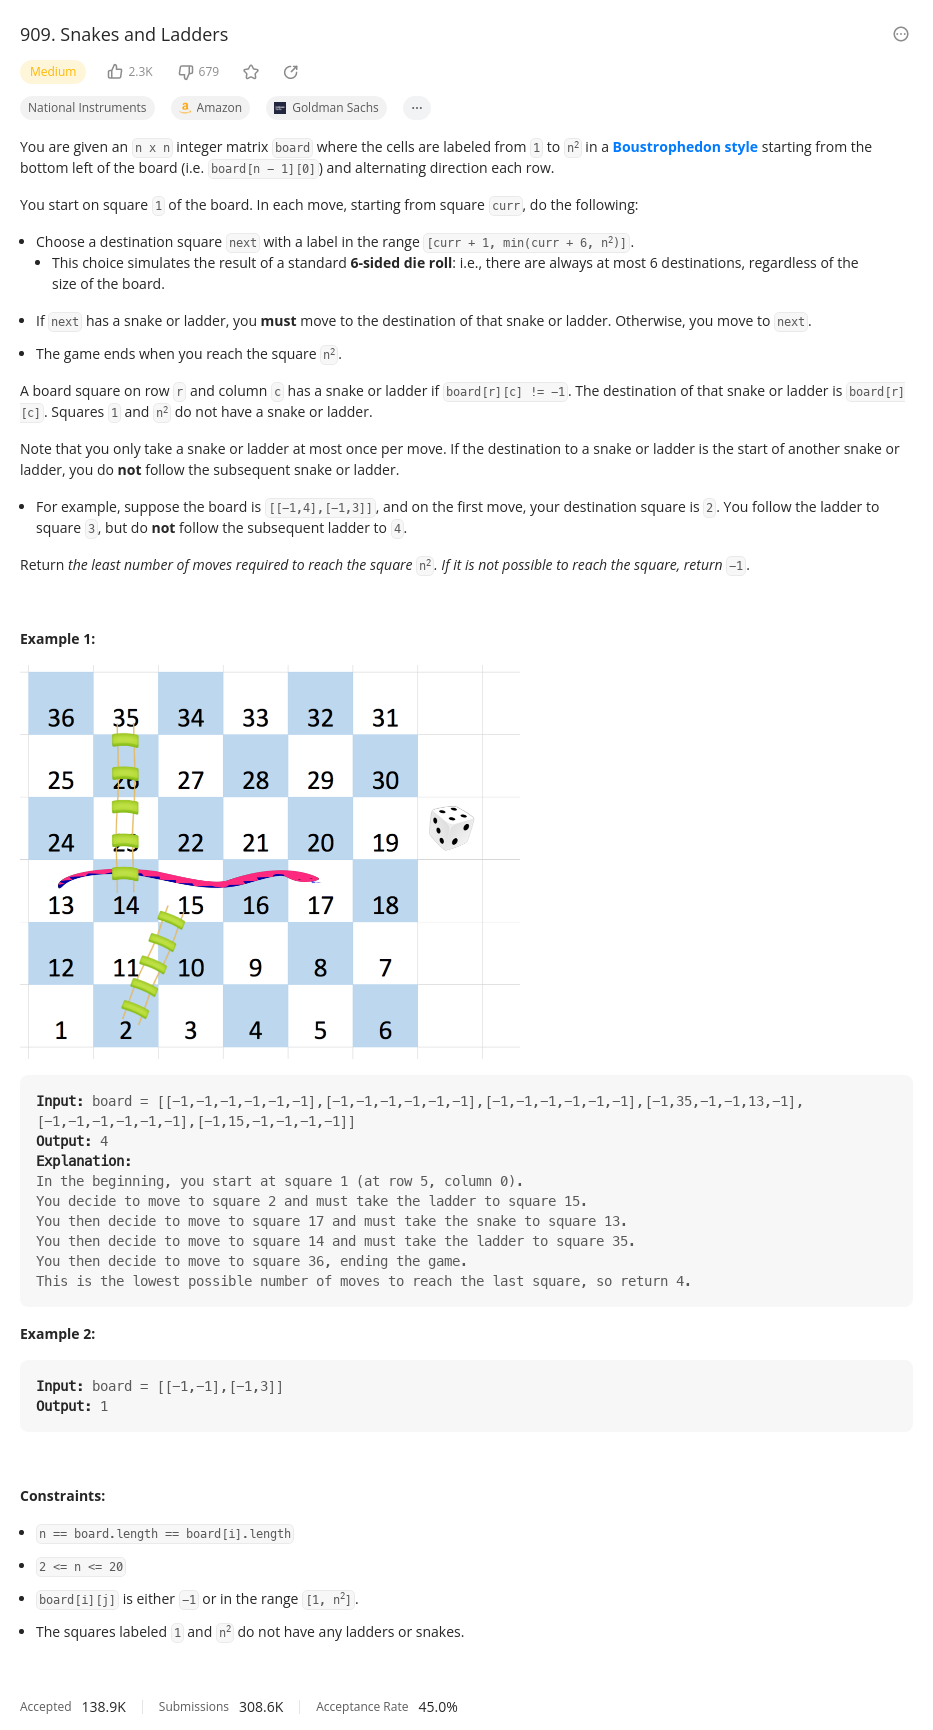 909. Snakes and Ladders
Medium 2.3K 679
National Instruments Amazon Goldman Sachs ...
You are given an n x n integer matrix board where the cells are labeled from 1 to n² in a Boustrophedon style starting from the
bottom left of the board (i.e. board[n − 1][0]) and alternating direction each row.
You start on square 1 of the board. In each move, starting from square curr, do the following:
• Choose a destination square next with a label in the range [curr + 1, min(curr + 6, n²)].
• This choice simulates the result of a standard 6-sided die roll: i.e., there are always at most 6 destinations, regardless of the
size of the board.
• If next has a snake or ladder, you must move to the destination of that snake or ladder. Otherwise, you move to next.
• The game ends when you reach the square n².
A board square on row r and column c has a snake or ladder if board[r][c] != −1. The destination of that snake or ladder is board[r]
[c]. Squares 1 and n² do not have a snake or ladder.
Note that you only take a snake or ladder at most once per move. If the destination to a snake or ladder is the start of another snake or
ladder, you do not follow the subsequent snake or ladder.
• For example, suppose the board is [[−1,4],[−1,3]], and on the first move, your destination square is 2. You follow the ladder to
square 3, but do not follow the subsequent ladder to 4.
Return the least number of moves required to reach the square n². If it is not possible to reach the square, return −1.
Example 1:
36 35 34 33 32 31
25 26 27 28 29 30
24 23 22 21 20 19
13 14 15 16 17 18
12 11 10 9 8 7
1 2 3 4 5 6
Input: board = [[−1,−1,−1,−1,−1,−1],[−1,−1,−1,−1,−1,−1],[−1,−1,−1,−1,−1,−1],[−1,35,−1,−1,13,−1],
[−1,−1,−1,−1,−1,−1],[−1,15,−1,−1,−1,−1]]
Output: 4
Explanation:
In the beginning, you start at square 1 (at row 5, column 0).
You decide to move to square 2 and must take the ladder to square 15.
You then decide to move to square 17 and must take the snake to square 13.
You then decide to move to square 14 and must take the ladder to square 35.
You then decide to move to square 36, ending the game.
This is the lowest possible number of moves to reach the last square, so return 4.
Example 2:
Input: board = [[−1,−1],[−1,3]]
Output: 1
Constraints:
• n == board.length == board[i].length
• 2 <= n <= 20
• board[i][j] is either −1 or in the range [1, n²].
• The squares labeled 1 and n² do not have any ladders or snakes.
Accepted 138.9K Submissions 308.6K Acceptance Rate 45.0%